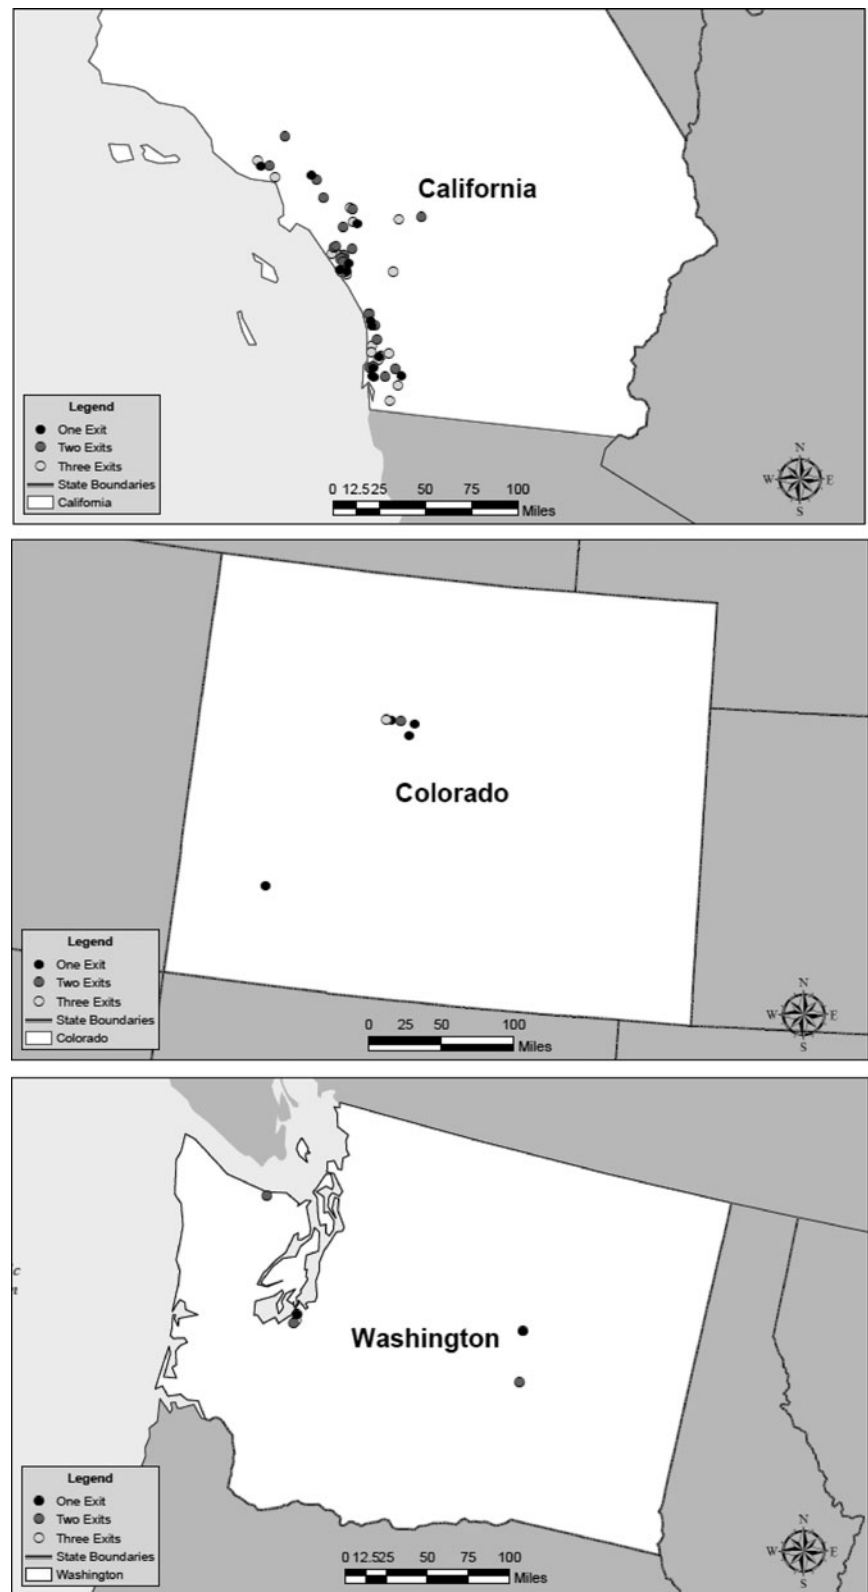 California
Legend
One Exit
Two Exits
Three Exits
State Boundaries
California
0 12.5 25 50 75 100
Miles
N
W E
S
Colorado
Legend
One Exit
Two Exits
Three Exits
State Boundaries
Colorado
0 25 50 100
Miles
N
W E
S
c
n
Washington
Legend
One Exit
Two Exits
Three Exits
State Boundaries
Washington
0 12.525 50 75 100
Miles
N
W E
S